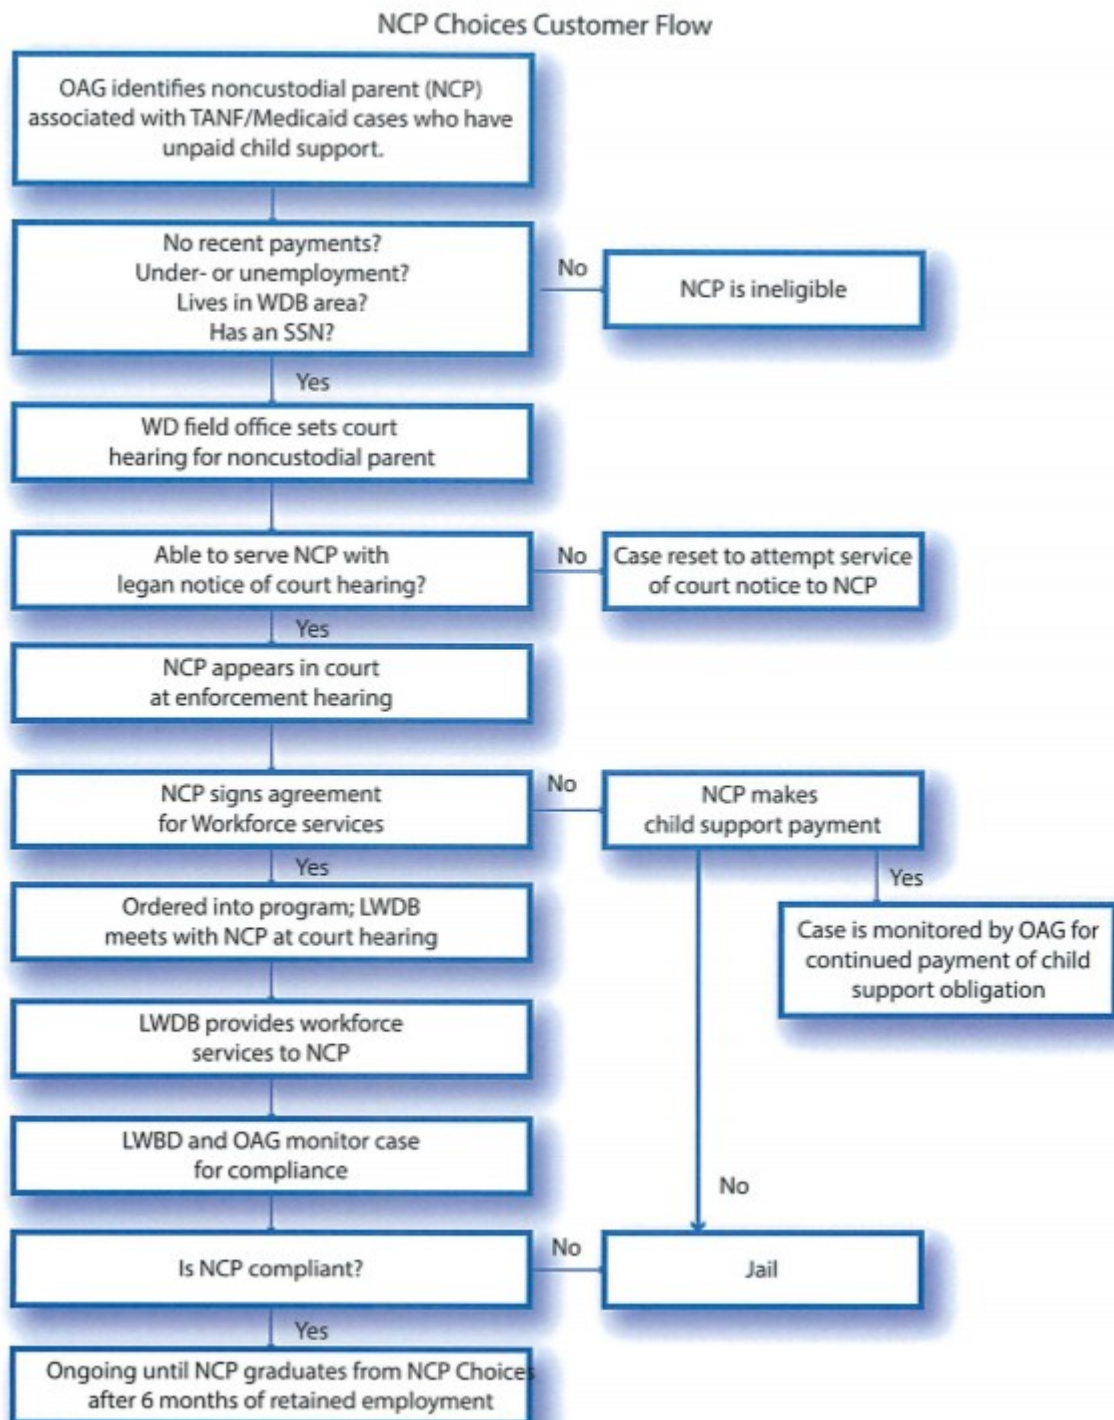 NCP Choices Customer Flow
OAG identifies noncustodial parent (NCP)
associated with TANF/Medicaid cases who have
unpaid child support.
No recent payments?
Under- or unemployment?
Lives in WDB area?
Has an SSN?
No
NCP is ineligible
Yes
WD field office sets court
hearing for noncustodial parent
Able to serve NCP with
legan notice of court hearing?
No
Case reset to attempt service
of court notice to NCP
Yes
NCP appears in court
at enforcement hearing
NCP signs agreement
for Workforce services
No
NCP makes
child support payment
Yes
Yes
Ordered into program; LWDB
meets with NCP at court hearing
Case is monitored by OAG for
continued payment of child
support obligation
LWDB provides workforce
services to NCP
LWBD and OAG monitor case
for compliance
No
Is NCP compliant?
No
Jail
Yes
Ongoing until NCP graduates from NCP Choices
after 6 months of retained employment